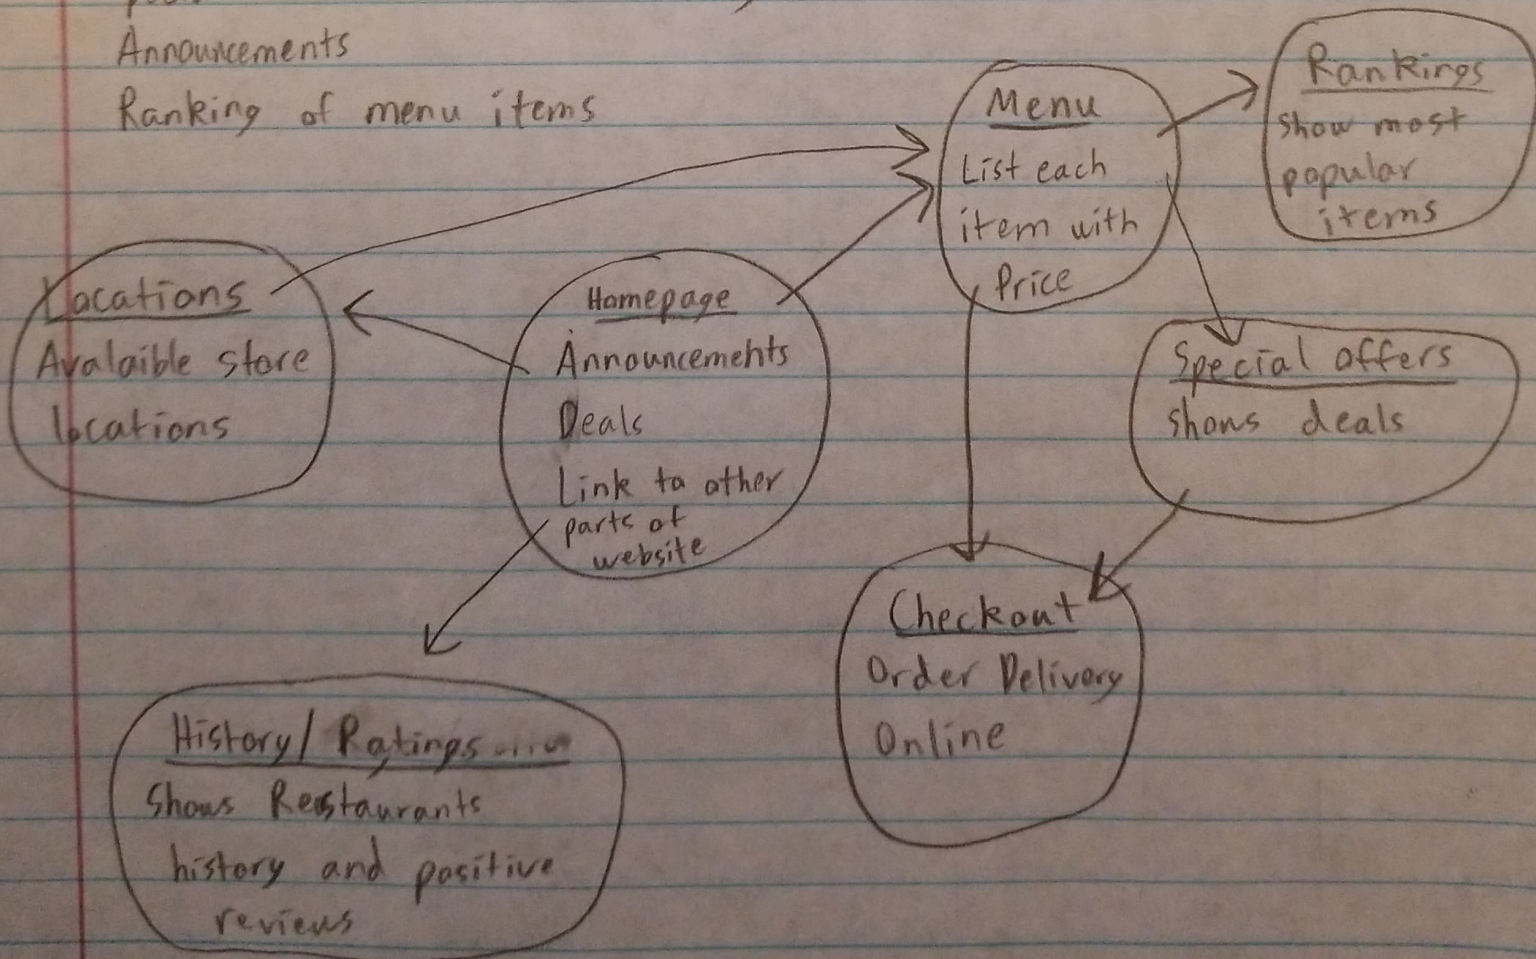 Announcements
Ranking of menu items
Rankings
show most
popular
items
Menu
List each
item with
Price
Locations
Avalaible store
locations
Homepage
Announcements
Deals
Link to other
parts of
website
Special offers
shows deals
Checkout
Order Delivery
Online
History/ Ratings
Shows Restaurants
history and positive
reviews